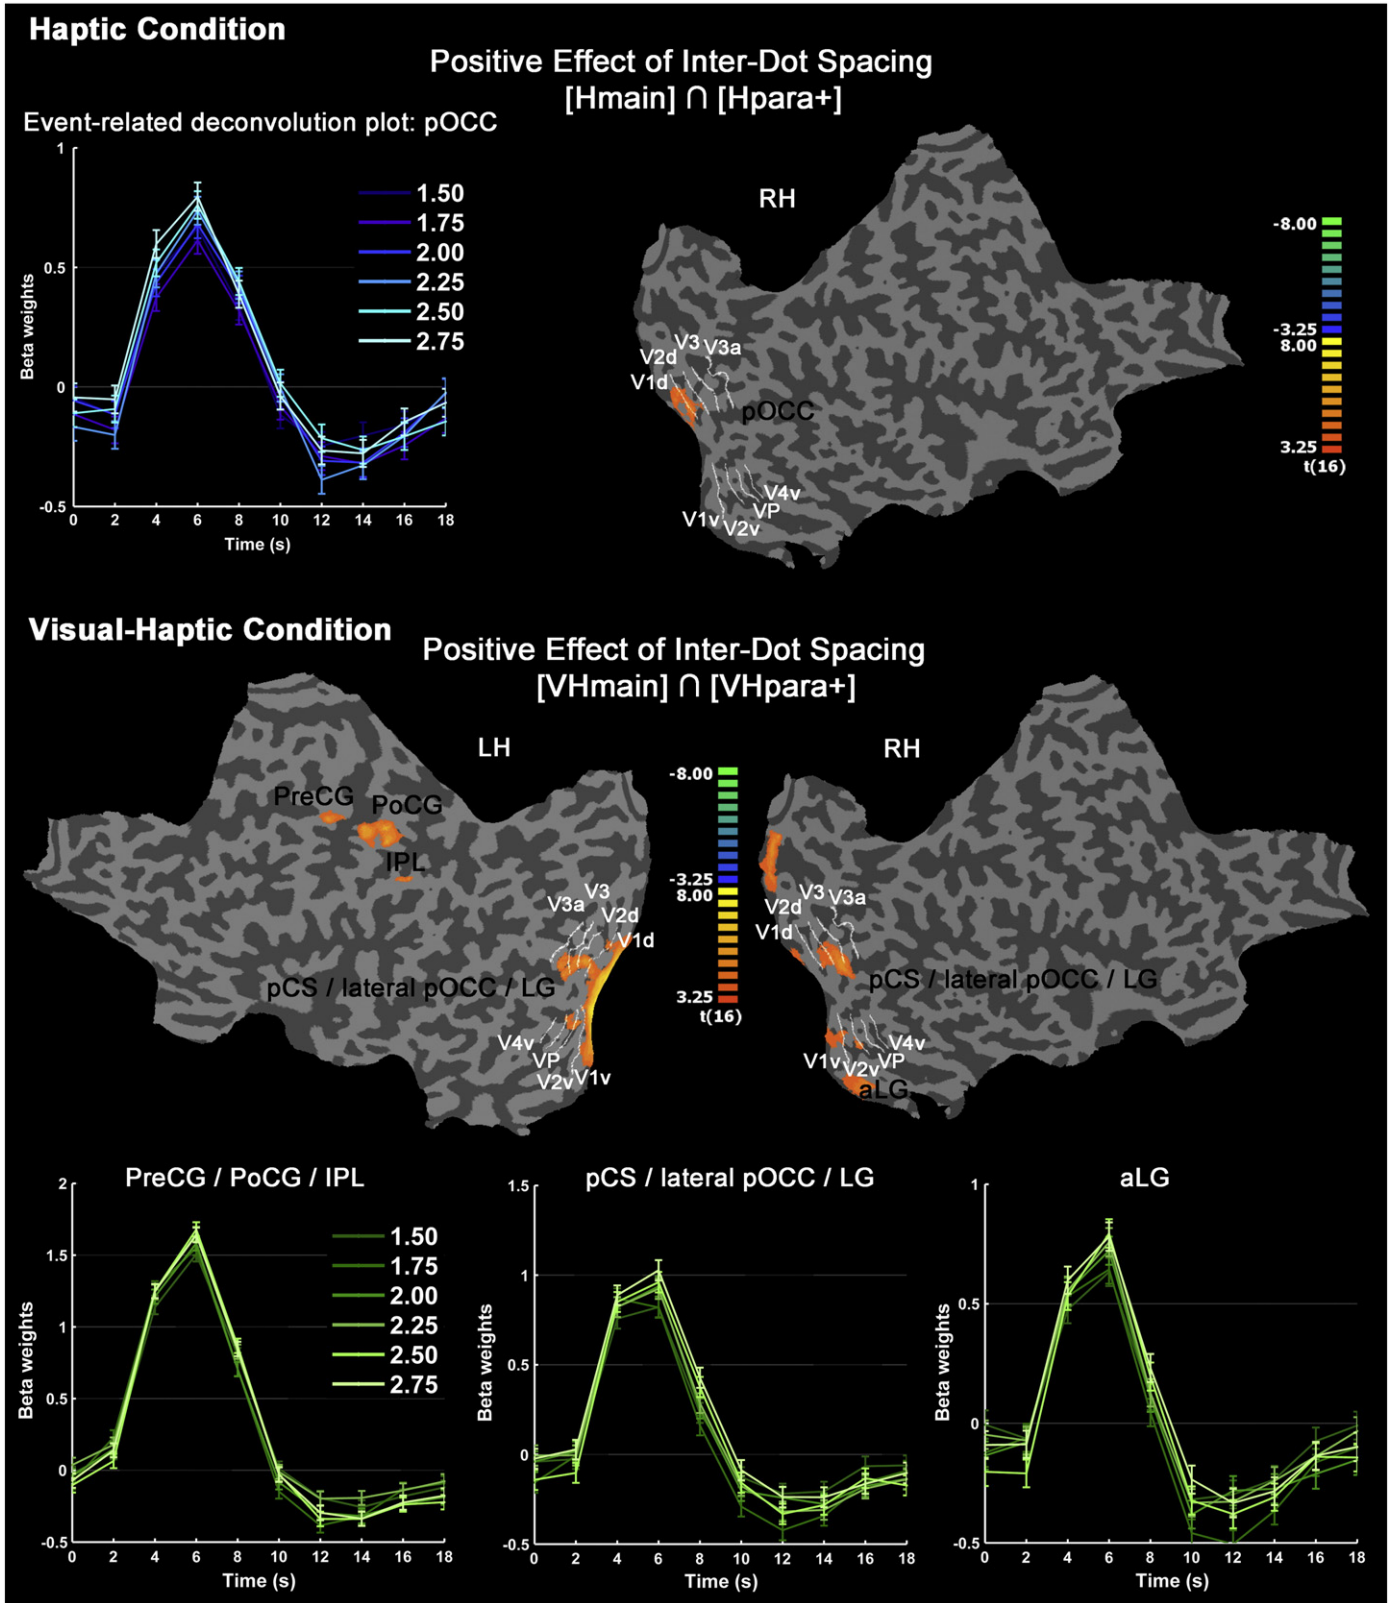 Haptic Condition
Positive Effect of Inter-Dot Spacing
[Hmain] ∩ [Hpara+]
Event-related deconvolution plot: pOCC
1
0.5
0
-0.5
Beta weights
0 2 4 6 8 10 12 14 16 18
Time (s)
1.50
1.75
2.00
2.25
2.50
2.75
RH
V3 V3a
V2d
V1d
pOCC
V4v
VP
V1v V2v
-8.00
-3.25
8.00
3.25
t(16)
Visual-Haptic Condition
Positive Effect of Inter-Dot Spacing
[VHmain] ∩ [VHpara+]
LH
PreCG PoCG
IPL
V3
V3a
V2d
V1d
pCS / lateral pOCC / LG
V4v
VP
V2v V1v
-8.00
-3.25
8.00
3.25
t(16)
RH
V3 V3a
V2d
V1d
pCS / lateral pOCC / LG
V4v
V1v V2v VP
aLG
PreCG / PoCG / IPL
2
1.5
1
0.5
0
-0.5
Beta weights
0 2 4 6 8 10 12 14 16 18
Time (s)
1.50
1.75
2.00
2.25
2.50
2.75
pCS / lateral pOCC / LG
1.5
1
0.5
0
-0.5
Beta weights
0 2 4 6 8 10 12 14 16 18
Time (s)
aLG
1
0.5
0
-0.5
Beta weights
0 2 4 6 8 10 12 14 16 18
Time (s)